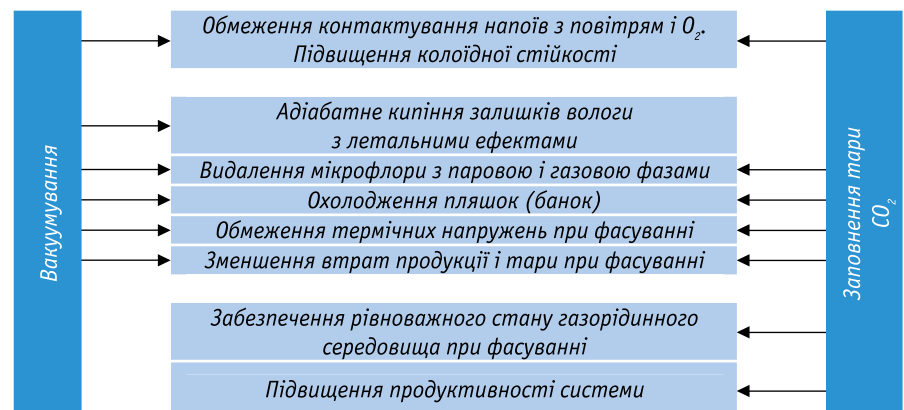 Вакуумування
Обмеження контактування напоїв з повітрям і O₂.
Підвищення колоїдної стійкості
Адіабатне кипіння залишків вологи
з летальними ефектами
Видалення мікрофлори з паровою і газовою фазами
Охолодження пляшок (банок)
Обмеження термічних напружень при фасуванні
Зменшення втрат продукції і тари при фасуванні
Забезпечення рівноважного стану газорідинного
середовища при фасуванні
Підвищення продуктивності системи
Заповнення тари
CO₂